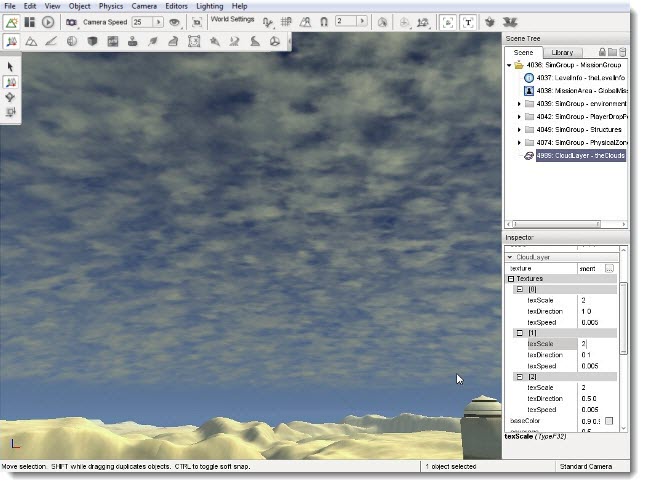 File Edit View Object Physics Camera Editors Lighting Help
Camera Speed 25 World Settings 2
Scene Tree
Scene Library
4036: SimGroup - MissionGroup
4037: LevelInfo - theLevelInfo
4038: MissionArea - GlobalMiss
4039: SimGroup - environment
4042: SimGroup - PlayerDropP
4049: SimGroup - Structures
4074: SimGroup - PhysicalZone
4989: CloudLayer - theClouds
Inspector
CloudLayer
texture ment ...
Textures
[0]
texScale 2
texDirection 1 0
texSpeed 0.005
[1]
texScale 2
texDirection 0 1
texSpeed 0.005
[2]
texScale 2
texDirection 0.5 0
texSpeed 0.005
baseColor 0.9 0.9
texScale (TypeF32)
Move selection. SHIFT while dragging duplicates objects. CTRL to toggle soft snap. 1 object selected Standard Camera